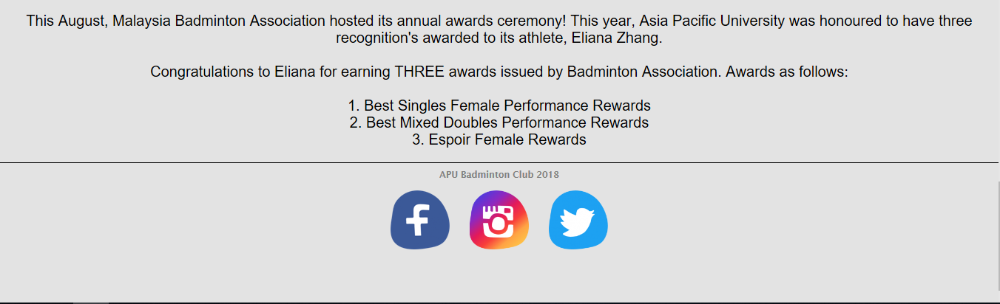 This August, Malaysia Badminton Association hosted its annual awards ceremony! This year, Asia Pacific University was honoured to have three
recognition's awarded to its athlete, Eliana Zhang.
Congratulations to Eliana for earning THREE awards issued by Badminton Association. Awards as follows:
1. Best Singles Female Performance Rewards
2. Best Mixed Doubles Performance Rewards
3. Espoir Female Rewards
APU Badminton Club 2018